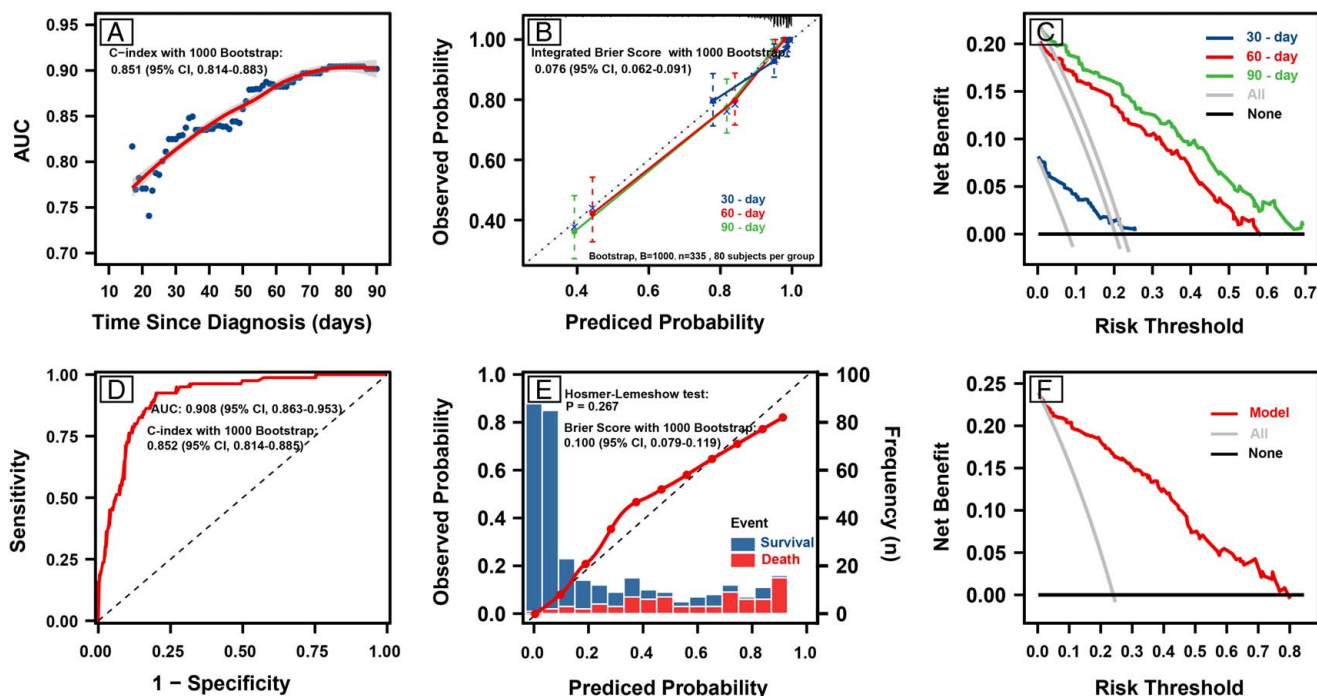 A
C-index with 1000 Bootstrap:
0.851 (95% CI, 0.814-0.883)
AUC
0.95
0.90
0.85
0.80
0.75
0.70
10 20 30 40 50 60 70 80 90
Time Since Diagnosis (days)
B
Integrated Brier Score with 1000 Bootstrap:
0.076 (95% CI, 0.062-0.091)
Observed Probability
1.00
0.80
0.60
0.40
30 - day
60 - day
90 - day
Bootstrap, B=1000, n=335 , 80 subjects per group
0.4 0.6 0.8 1.0
Prediced Probability
C
30 - day
60 - day
90 - day
All
None
Net Benefit
0.20
0.15
0.10
0.05
0.00
0.0 0.1 0.2 0.3 0.4 0.5 0.6 0.7
Risk Threshold
D
AUC: 0.908 (95% CI, 0.863-0.953)
C-index with 1000 Bootstrap:
0.852 (95% CI, 0.814-0.885)
Sensitivity
1.00
0.75
0.50
0.25
0.00
0.00 0.25 0.50 0.75 1.00
1 − Specificity
E
Hosmer-Lemeshow test:
P = 0.267
Brier Score with 1000 Bootstrap:
0.100 (95% CI, 0.079-0.119)
Observed Probability
1.0
0.8
0.6
0.4
0.2
0.0
Event
Survival
Death
100
80
60
40
20
0
Frequency (n)
0.0 0.2 0.4 0.6 0.8 1.0
Prediced Probability
F
Model
All
None
Net Benefit
0.25
0.20
0.15
0.10
0.05
0.00
0.0 0.1 0.2 0.3 0.4 0.5 0.6 0.7 0.8
Risk Threshold